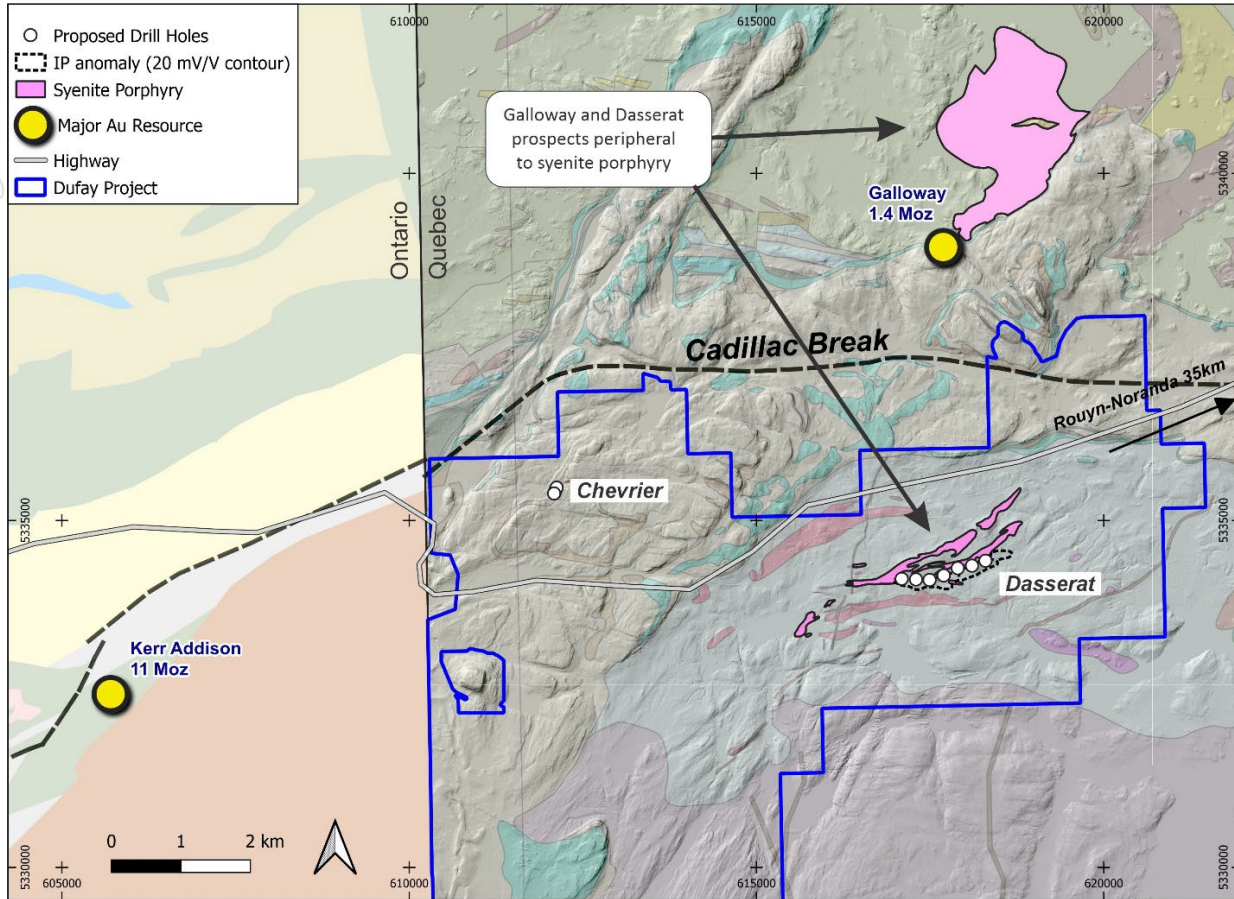 Proposed Drill Holes
IP anomaly (20 mV/V contour)
Syenite Porphyry
Major Au Resource
Highway
Dufay Project
610000
615000
620000
Galloway and Dasserat
prospects peripheral
to syenite porphyry
5340000
5340000
Galloway
1.4 Moz
Ontario
Quebec
Cadillac Break
Rouyn-Noranda 35km
Chevrier
5335000
5335000
Dasserat
Kerr Addison
11 Moz
0 1 2 km
5330000
5330000
605000
610000
615000
620000